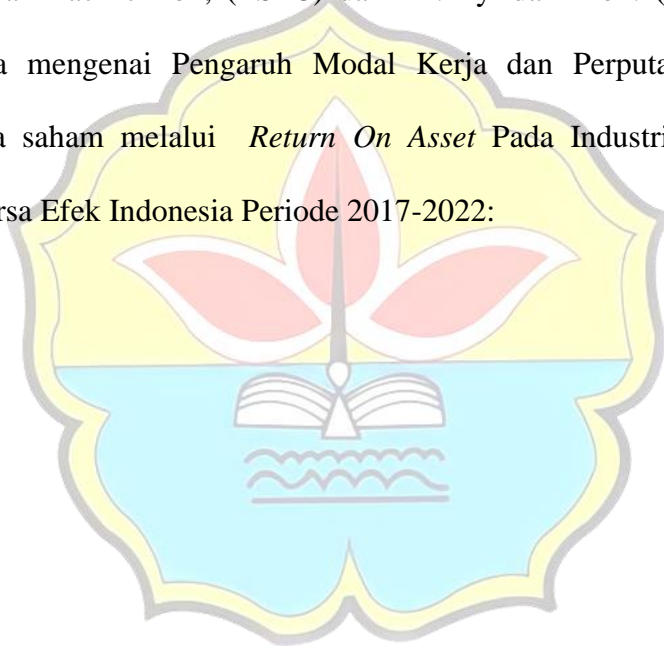 a mengenai Pengaruh Modal Kerja dan Perputa
a saham melalui Return On Asset Pada Industri
rsa Efek Indonesia Periode 2017-2022: